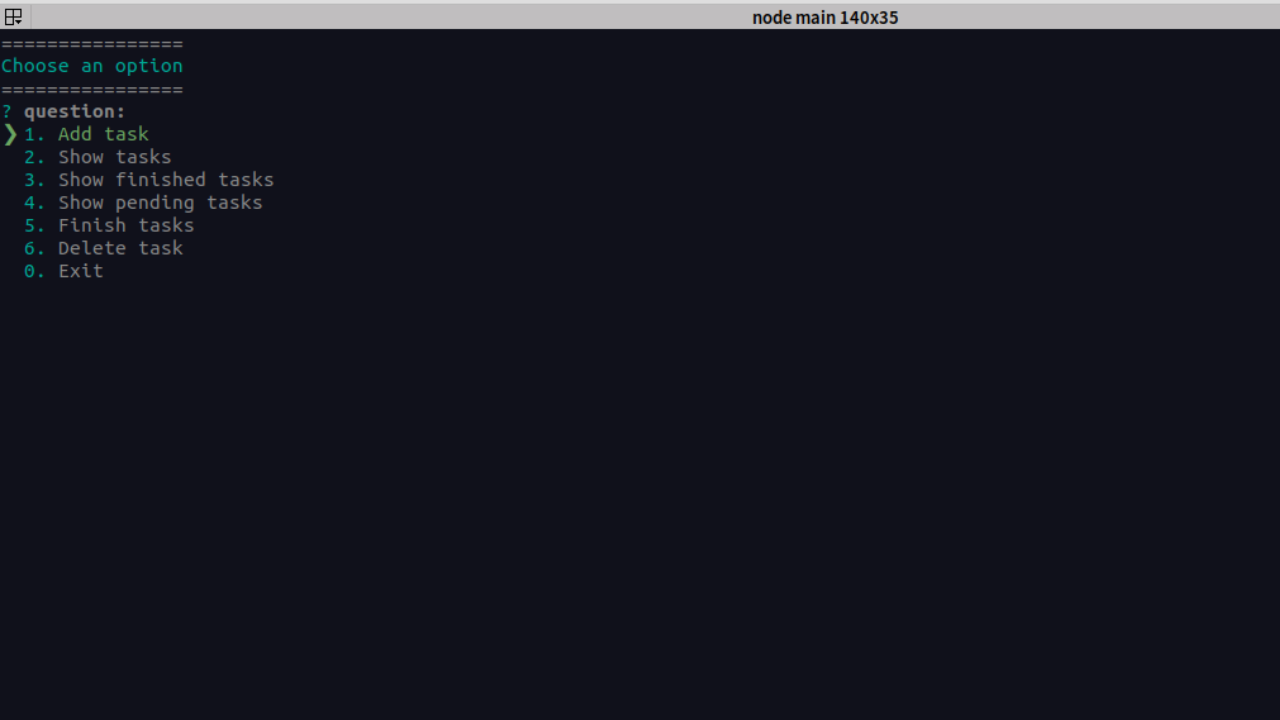 node main 140x35
================
Choose an option
================
? question:
❯ 1. Add task
  2. Show tasks
  3. Show finished tasks
  4. Show pending tasks
  5. Finish tasks
  6. Delete task
  0. Exit